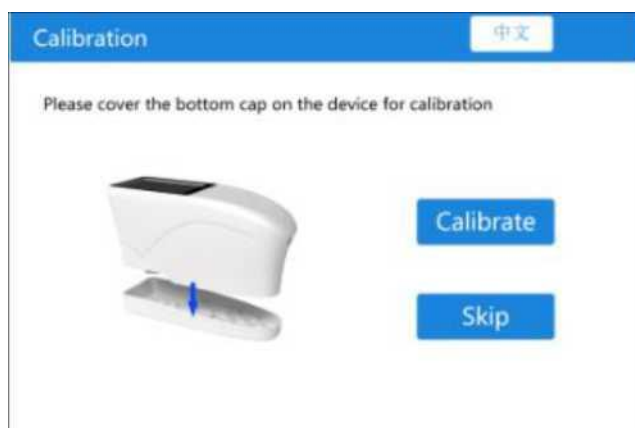 Calibration
中文
Please cover the bottom cap on the device for calibration
Calibrate
Skip